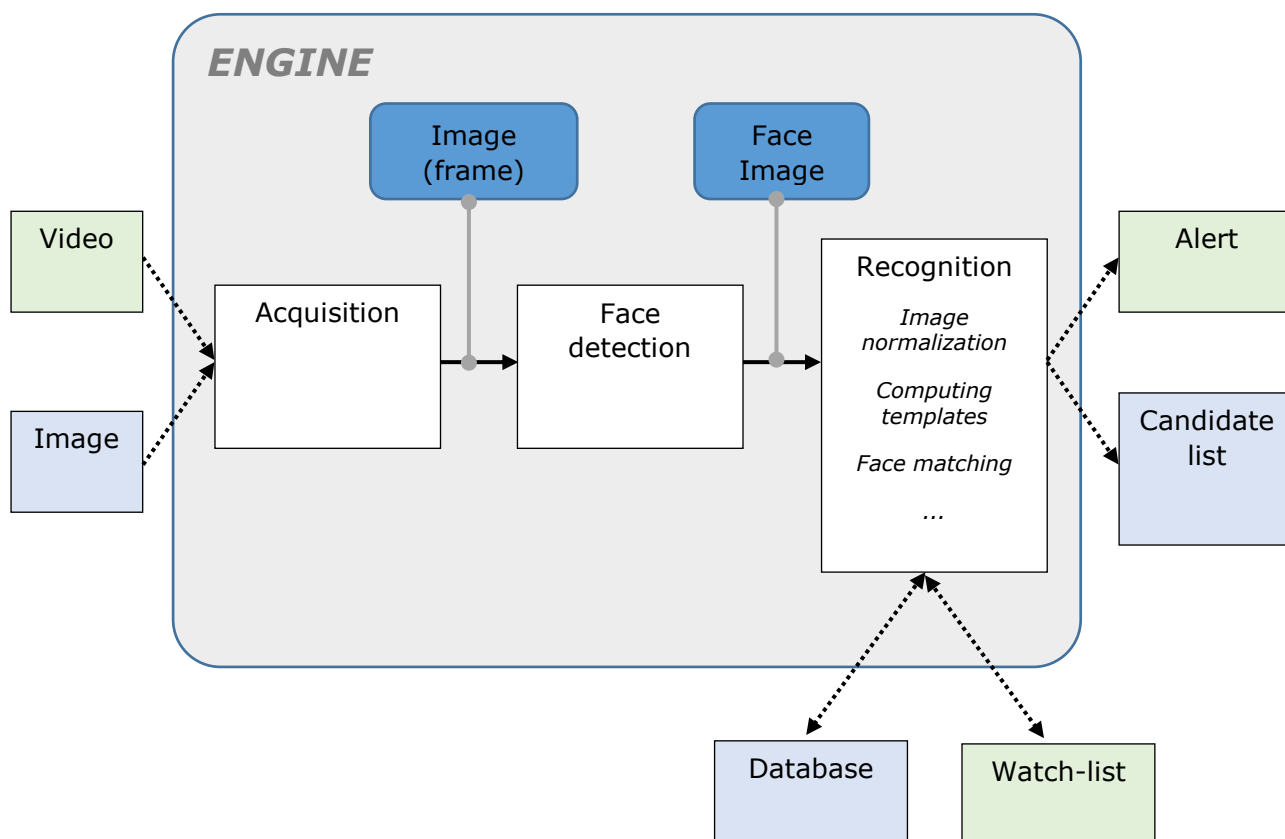 ENGINE
Image
(frame)
Face
Image
Video
Image
Acquisition
Face
detection
Recognition
Image
normalization
Computing
templates
Face matching
...
Alert
Candidate
list
Database
Watch-list